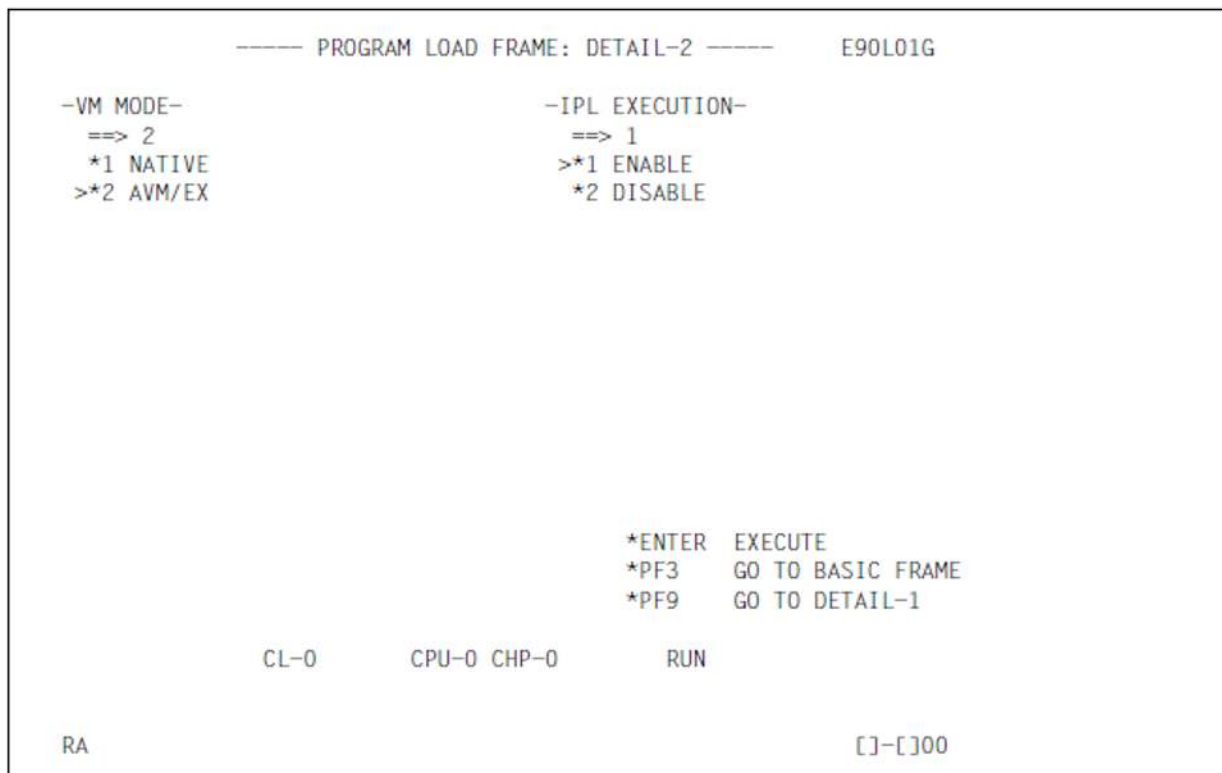 ----- PROGRAM LOAD FRAME: DETAIL-2 -----     E90L01G
-VM MODE-     -IPL EXECUTION-
==> 2     ==> 1
*1 NATIVE     >*1 ENABLE
>*2 AVM/EX     *2 DISABLE
*ENTER  EXECUTE
*PF3    GO TO BASIC FRAME
*PF9    GO TO DETAIL-1
CL-0     CPU-0 CHP-0     RUN
RA     []-[]00